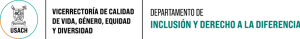 USACH
VICERRECTORÍA DE CALIDAD
DE VIDA, GÉNERO, EQUIDAD
Y DIVERSIDAD
DEPARTAMENTO DE
INCLUSIÓN Y DERECHO A LA DIFERENCIA